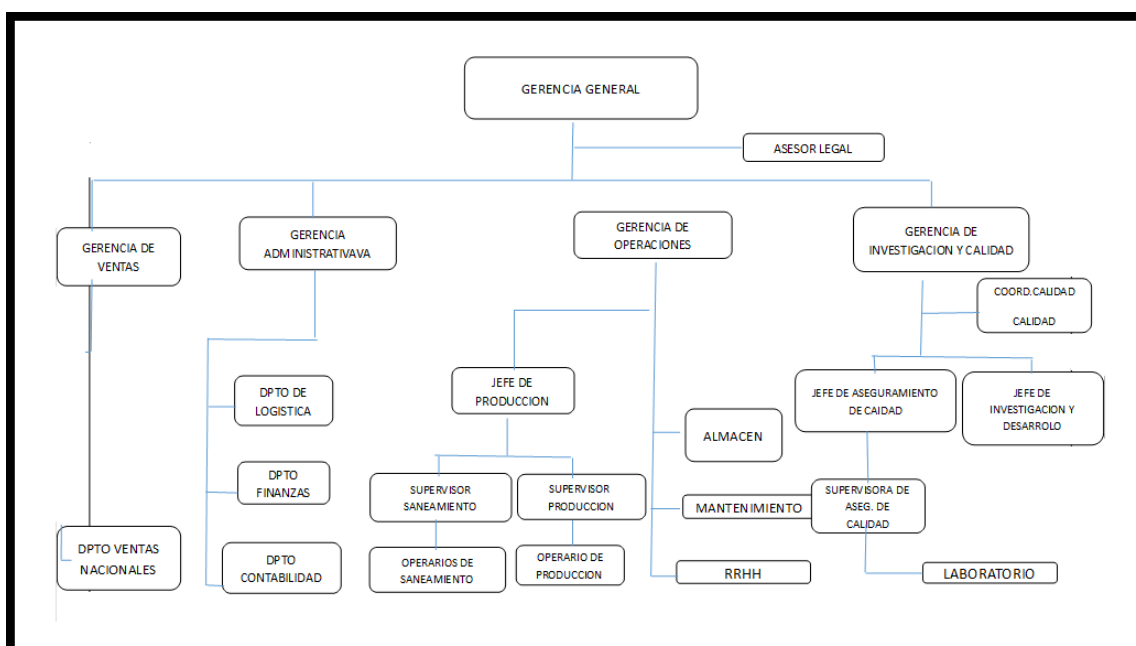 GERENCIA GENERAL
ASESOR LEGAL
GERENCIA DE
VENTAS
GERENCIA
ADMINISTRATIVAVA
GERENCIA DE
OPERACIONES
GERENCIA DE
INVESTIGACION Y CALIDAD
COORD.CALIDAD
CALIDAD
DPTO DE
LOGISTICA
JEFE DE
PRODUCCION
JEFE DE ASEGURAMIENTO
DE CAIDAD
JEFE DE
INVESTIGACION Y
DESARROLO
ALMACEN
DPTO
FINANZAS
SUPERVISOR
SANEAMIENTO
SUPERVISOR
PRODUCCION
MANTENIMIENTO
SUPERVISORA DE
ASEG. DE
CALIDAD
DPTO VENTAS
NACIONALES
DPTO
CONTABILIDAD
OPERARIOS DE
SANEAMIENTO
OPERARIO DE
PRODUCCION
RRHH
LABORATORIO